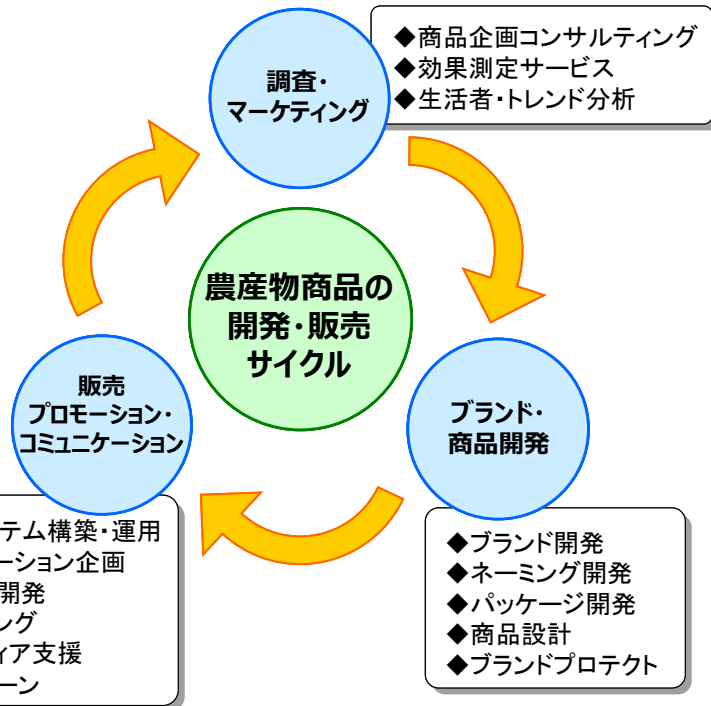 ◆商品企画コンサルティング
◆効果測定サービス
◆生活者・トレンド分析
調査・
マーケティング
農産物商品の
開発・販売
サイクル
ブランド・
商品開発
◆ブランド開発
◆ネーミング開発
◆パッケージ開発
◆商品設計
◆ブランドプロテクト
販売
プロモーション・
コミュニケーション
テム構築・運用
ーション企画
開発
ング
ィア支援
ーン